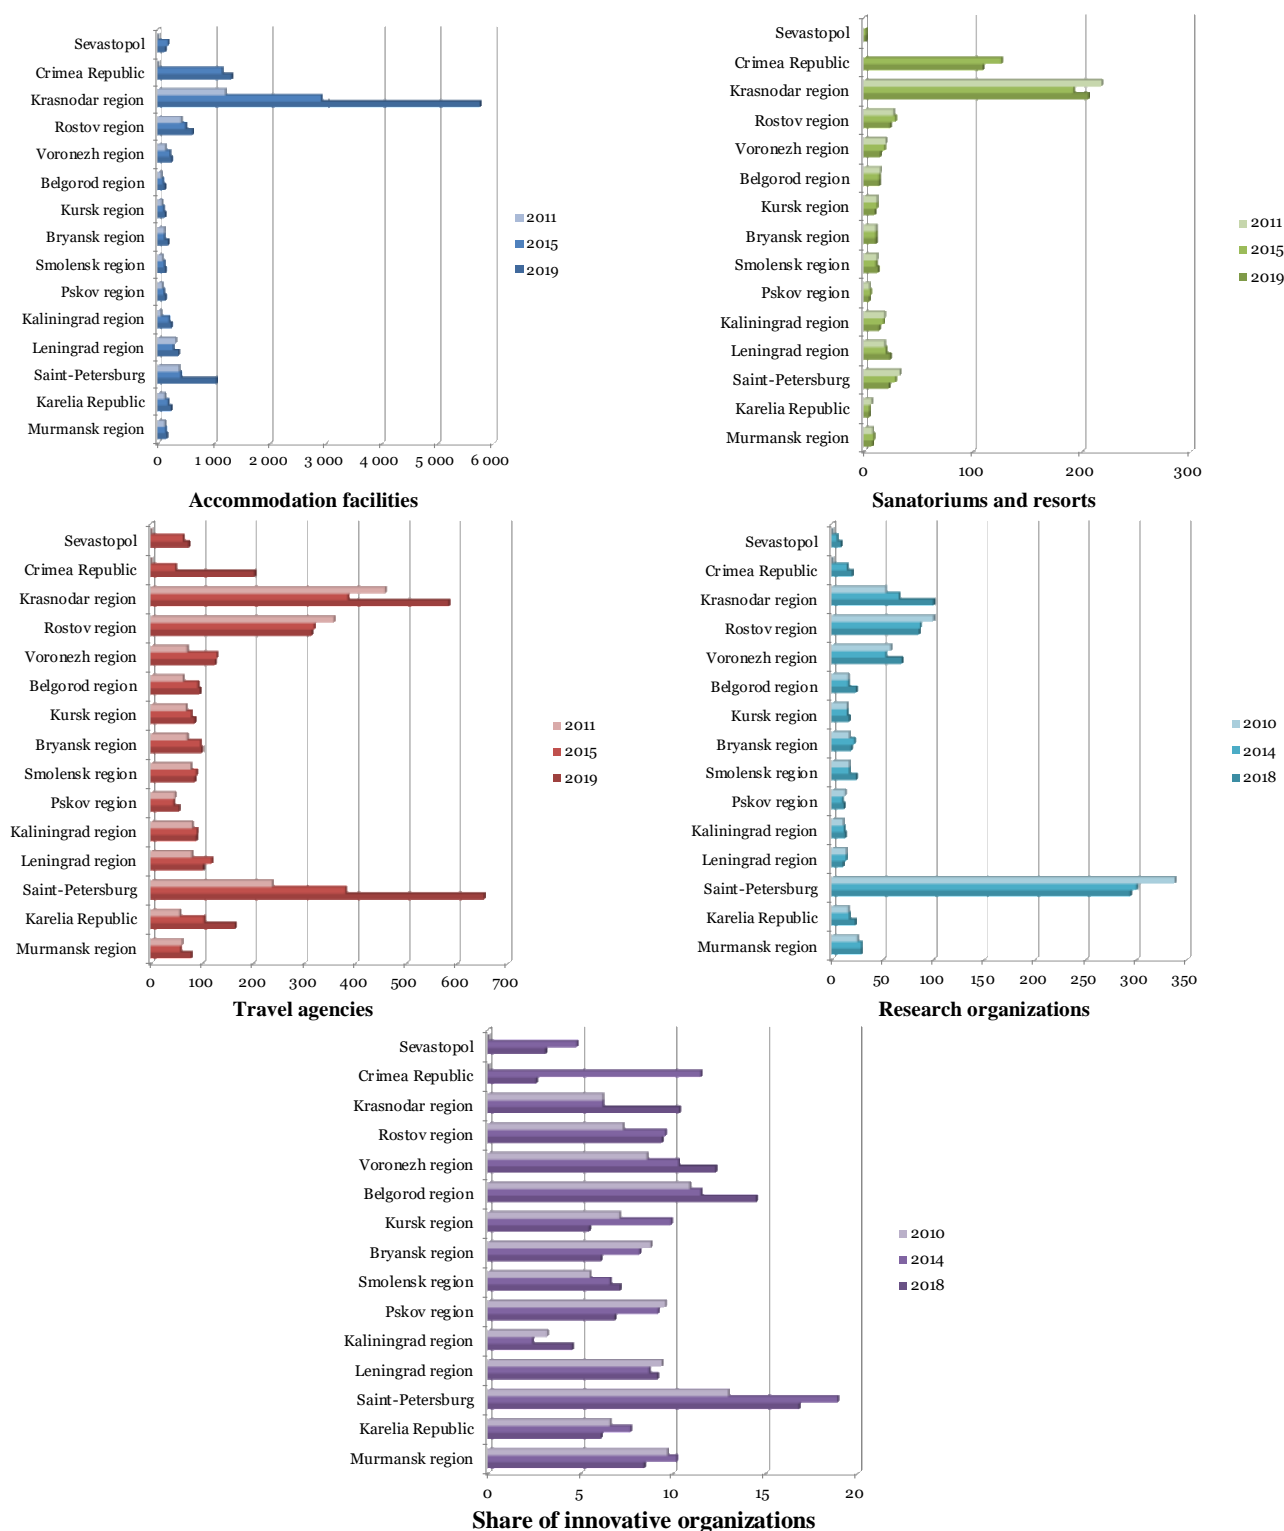 Sevastopol
Crimea Republic
Krasnodar region
Rostov region
Voronezh region
Belgorod region
Kursk region
Bryansk region
Smolensk region
Pskov region
Kaliningrad region
Leningrad region
Saint-Petersburg
Karelia Republic
Murmansk region
0 1 000 2 000 3 000 4 000 5 000 6 000
2011
2015
2019
Accommodation facilities
Sevastopol
Crimea Republic
Krasnodar region
Rostov region
Voronezh region
Belgorod region
Kursk region
Bryansk region
Smolensk region
Pskov region
Kaliningrad region
Leningrad region
Saint-Petersburg
Karelia Republic
Murmansk region
0 100 200 300
2011
2015
2019
Sanatoriums and resorts
Sevastopol
Crimea Republic
Krasnodar region
Rostov region
Voronezh region
Belgorod region
Kursk region
Bryansk region
Smolensk region
Pskov region
Kaliningrad region
Leningrad region
Saint-Petersburg
Karelia Republic
Murmansk region
0 100 200 300 400 500 600 700
2011
2015
2019
Travel agencies
Sevastopol
Crimea Republic
Krasnodar region
Rostov region
Voronezh region
Belgorod region
Kursk region
Bryansk region
Smolensk region
Pskov region
Kaliningrad region
Leningrad region
Saint-Petersburg
Karelia Republic
Murmansk region
0 50 100 150 200 250 300 350
2010
2014
2018
Research organizations
Sevastopol
Crimea Republic
Krasnodar region
Rostov region
Voronezh region
Belgorod region
Kursk region
Bryansk region
Smolensk region
Pskov region
Kaliningrad region
Leningrad region
Saint-Petersburg
Karelia Republic
Murmansk region
0 5 10 15 20
2010
2014
2018
Share of innovative organizations